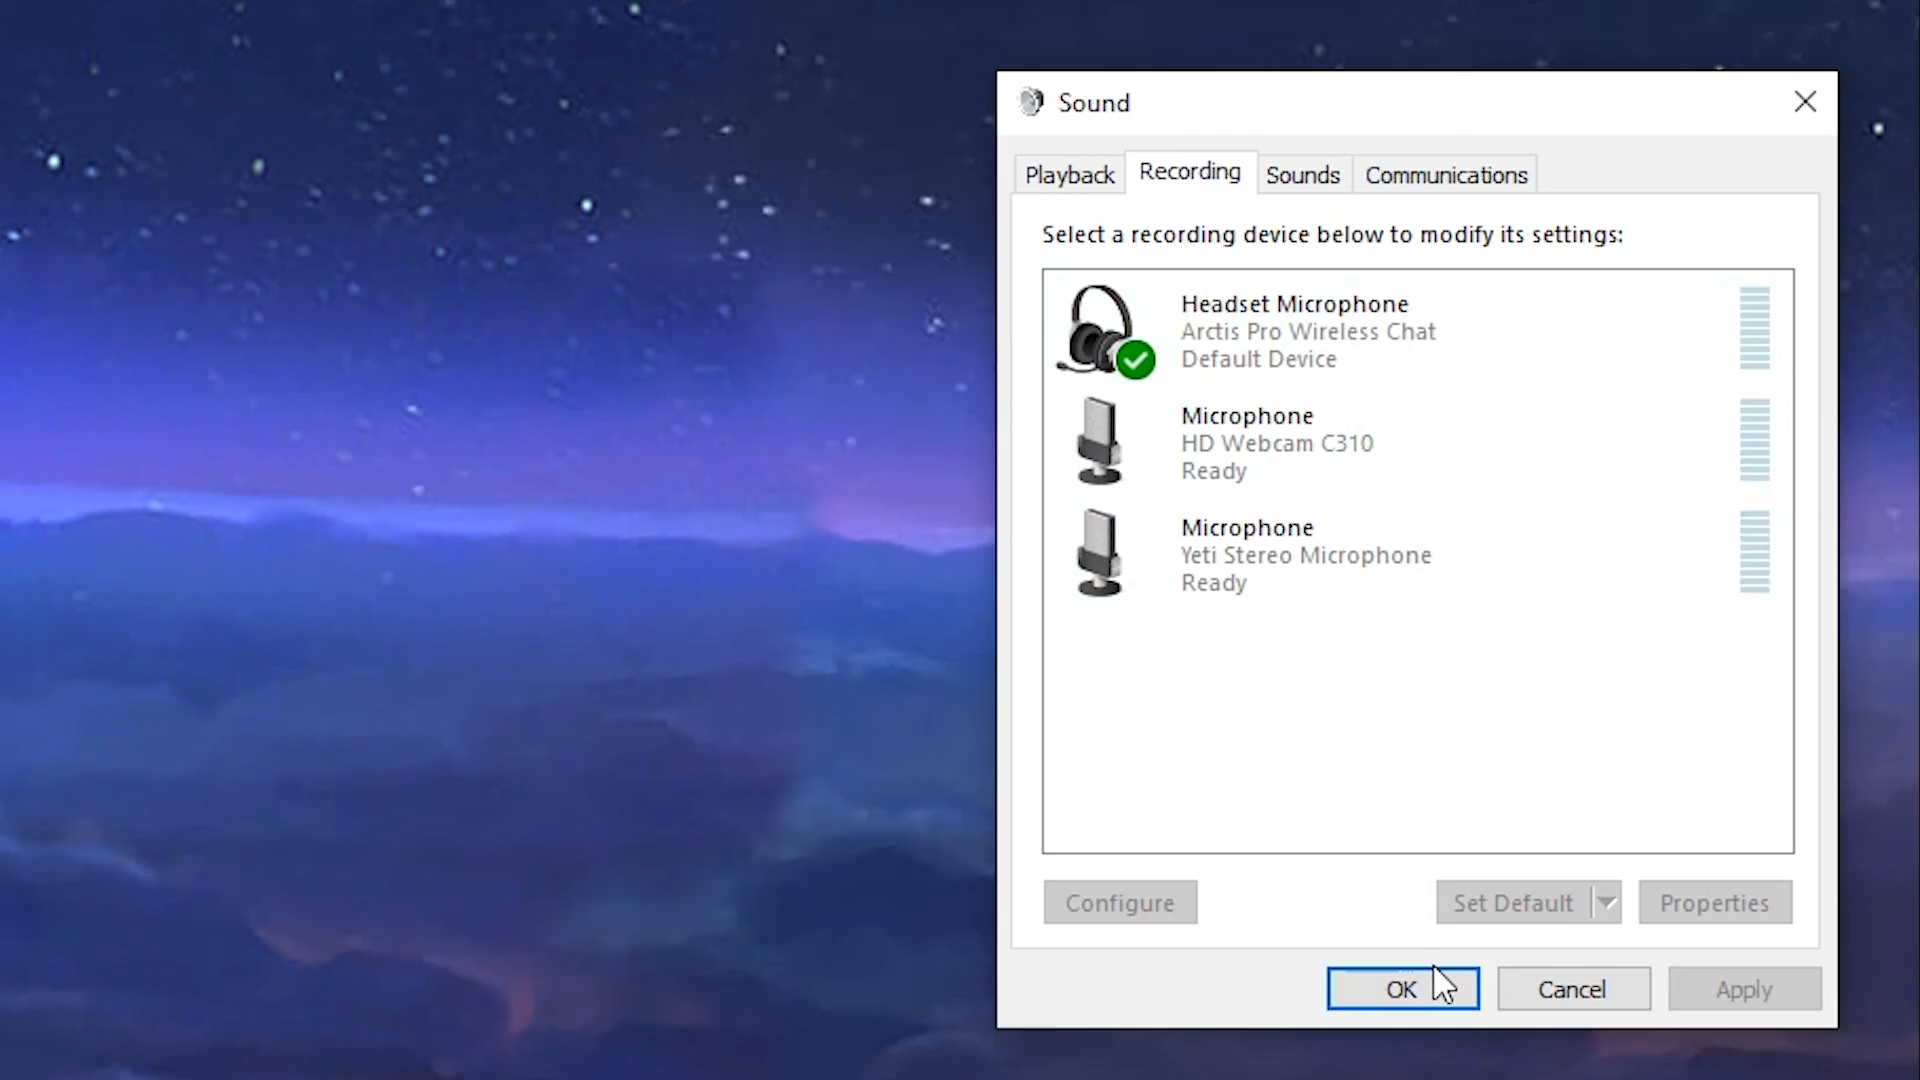 Sound
Playback Recording Sounds Communications
Select a recording device below to modify its settings:
Headset Microphone
Arctis Pro Wireless Chat
Default Device
Microphone
HD Webcam C310
Ready
Microphone
Yeti Stereo Microphone
Ready
Configure Set Default Properties
OK Cancel Apply